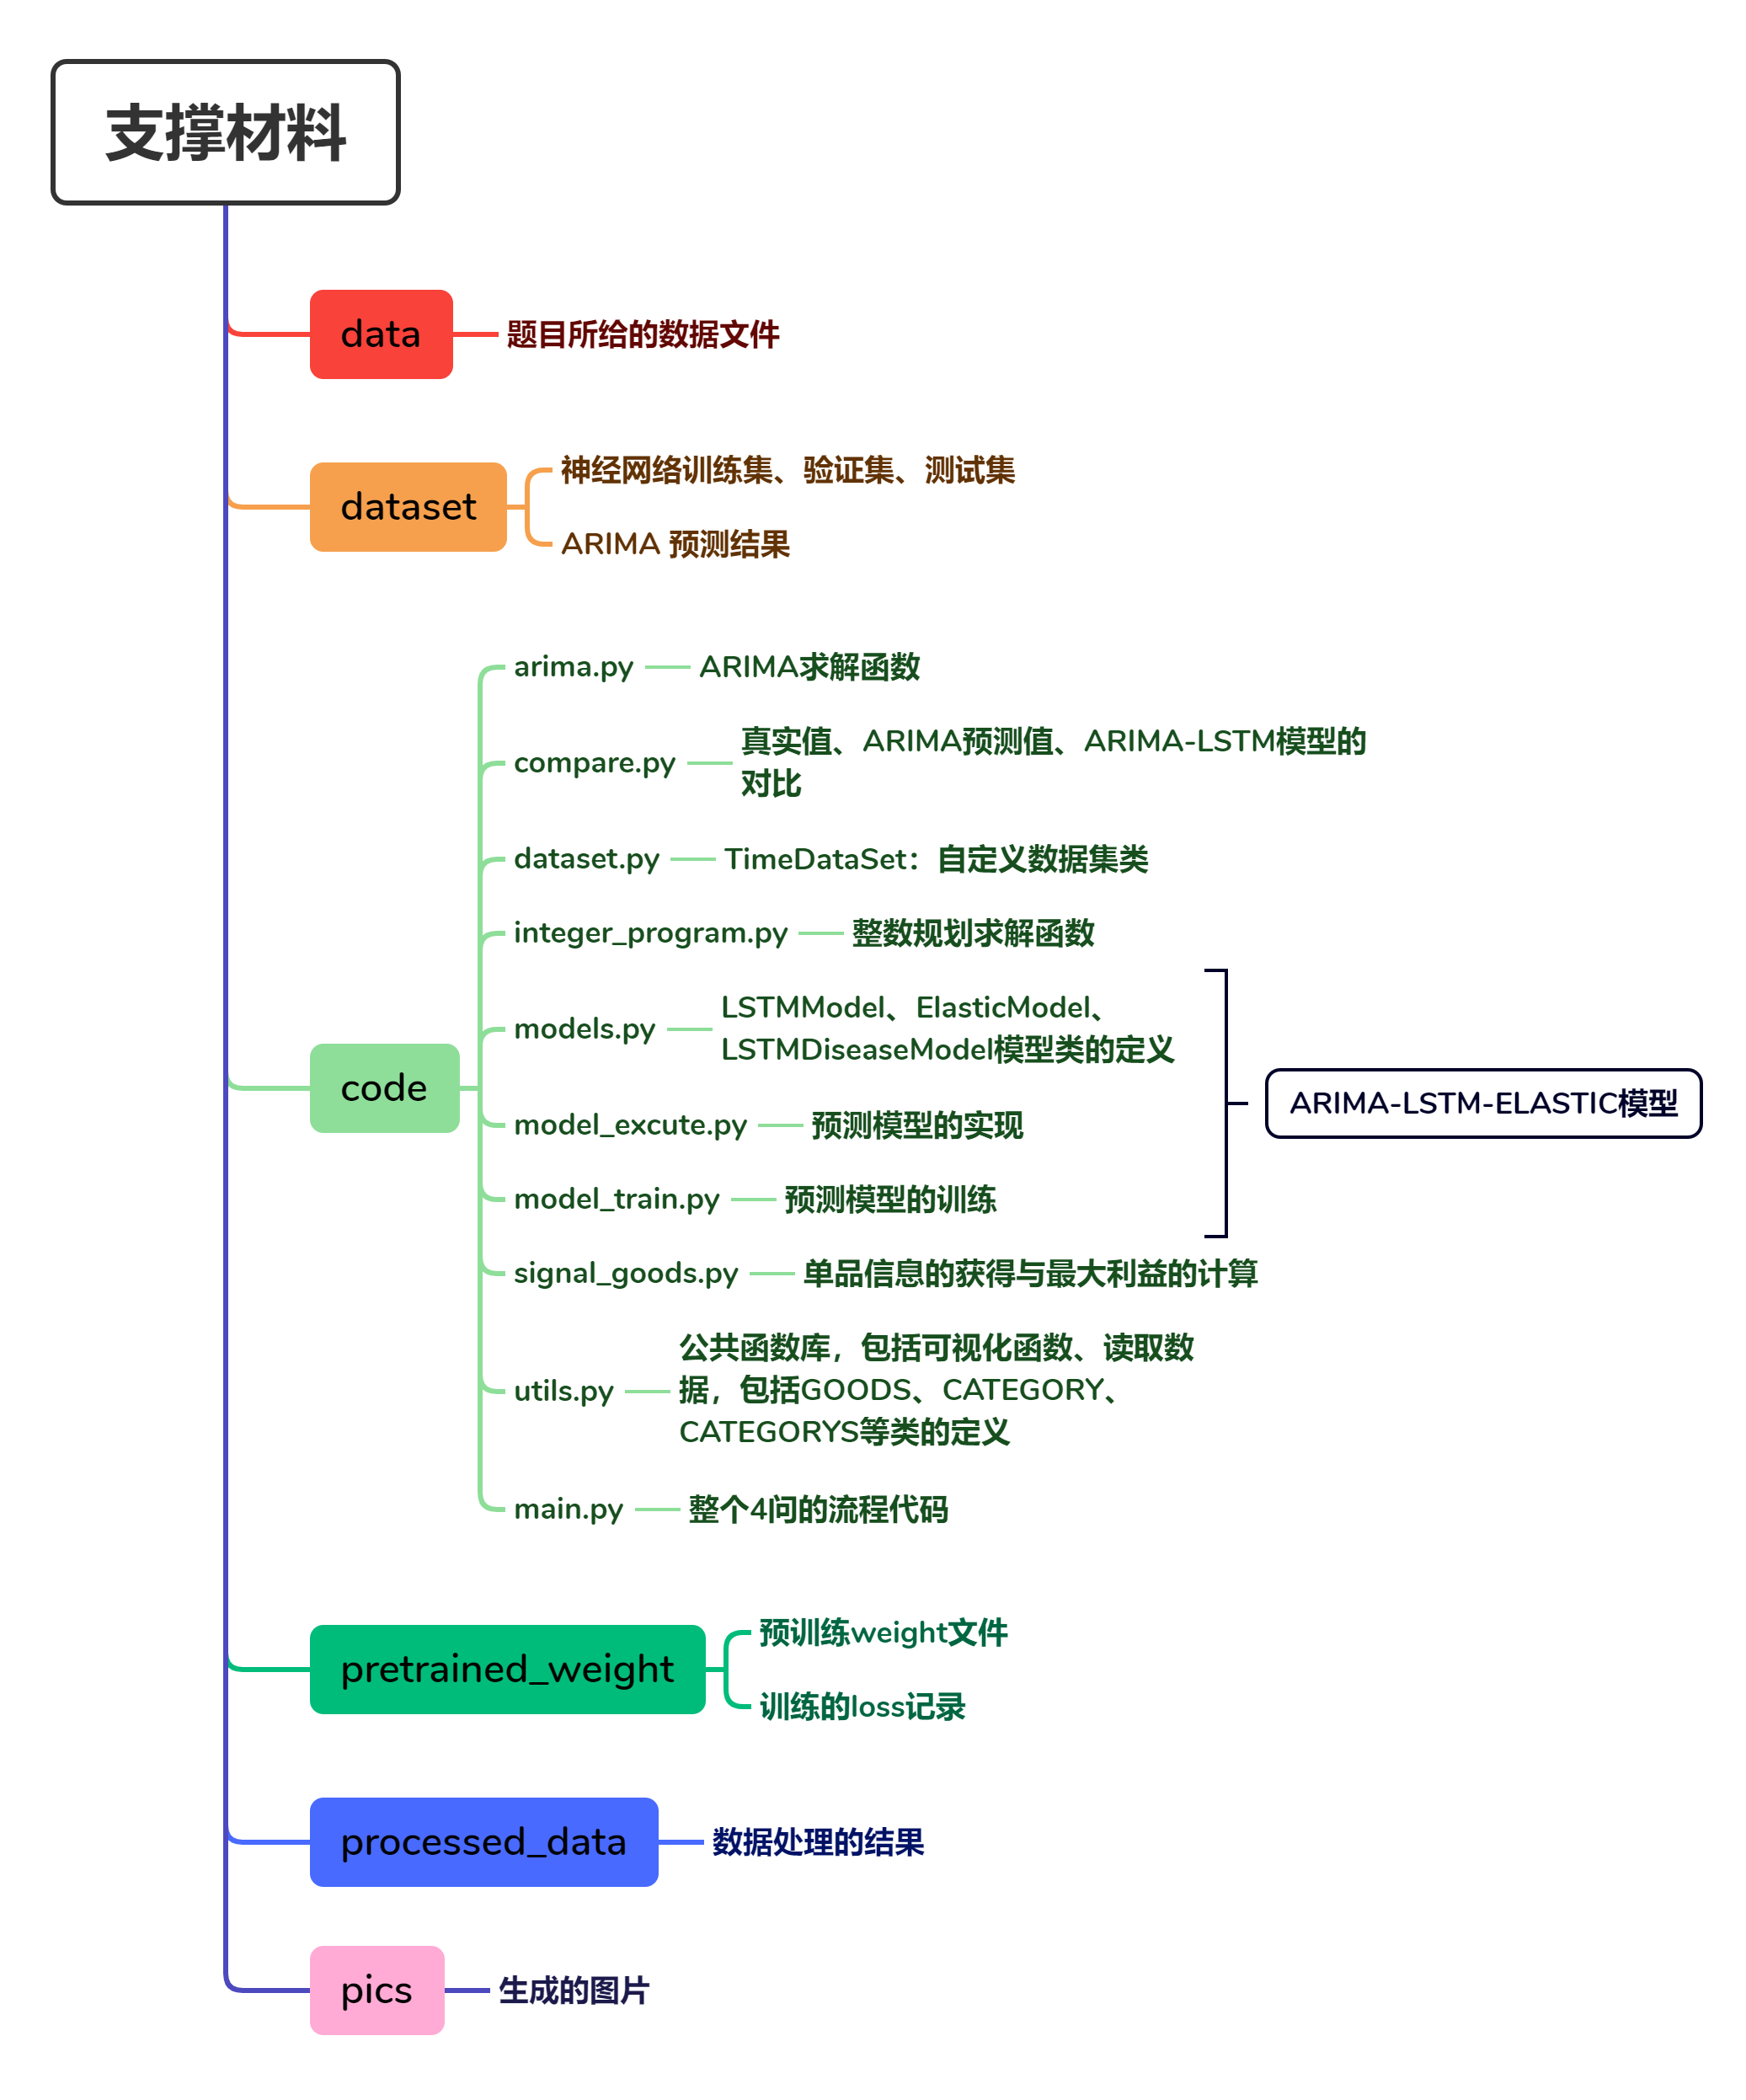 支撑材料
data
题目所给的数据文件
dataset
神经网络训练集、验证集、测试集
ARIMA 预测结果
code
arima.py
ARIMA求解函数
compare.py
真实值、ARIMA预测值、ARIMA-LSTM模型的
对比
dataset.py
TimeDataSet：自定义数据集类
integer_program.py
整数规划求解函数
models.py
LSTMModel、ElasticModel、
LSTMDiseaseModel模型类的定义
model_excute.py
预测模型的实现
model_train.py
预测模型的训练
ARIMA-LSTM-ELASTIC模型
signal_goods.py
单品信息的获得与最大利益的计算
utils.py
公共函数库，包括可视化函数、读取数
据，包括GOODS、CATEGORY、
CATEGORYS等类的定义
main.py
整个4问的流程代码
pretrained_weight
预训练weight文件
训练的loss记录
processed_data
数据处理的结果
pics
生成的图片